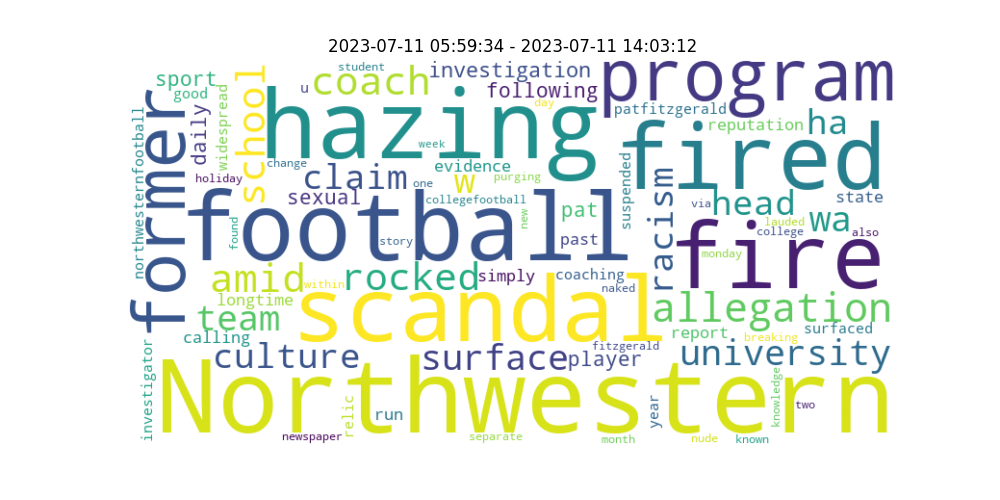 2023-07-11 05:59:34 - 2023-07-11 14:03:12
student
sport
good
u
coach
investigation
following
day
program
patfitzgerald
reputation
ha
school
widespread
daily
former
northwesternfootball
hazing
fired
week
change
holiday
claim
sexual
one
evidence
w
purging
collegefootball
new
suspended
racism
via
head
state
wa
lauded
college
also
football
found
story
pat
past
fire
monday
amid
within
longtime
rocked
simply
coaching
naked
scandal
allegation
team
calling
report
surfaced
breaking
culture
surface
fitzgerald
player
university
investigator
Northwestern
relic
run
year
knowledge
two
newspaper
separate
month
nude
known